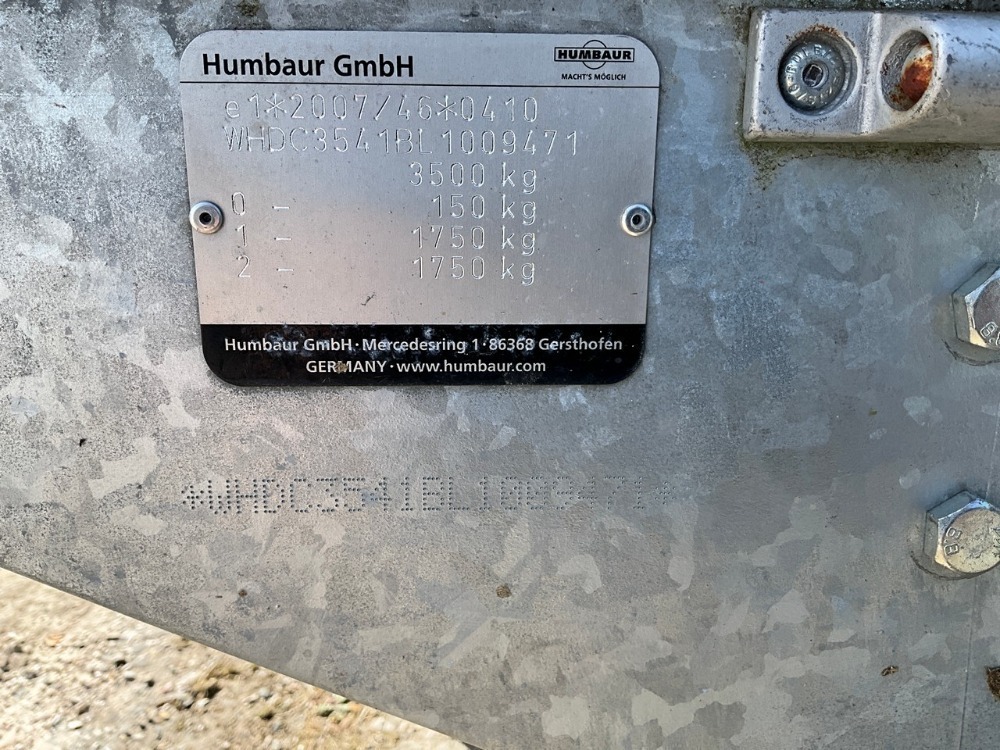 Humbaur GmbH
HUMBAUR
MACHT'S MÖGLICH
e1*2007/46*0410
WHDC3541BL1009471
3500 kg
0 - 150 kg
1 - 1750 kg
2 - 1750 kg
Humbaur GmbH · Mercedesring 1 · 86368 Gersthofen
GERMANY · www.humbaur.com
*WHDC3541BL1009471*